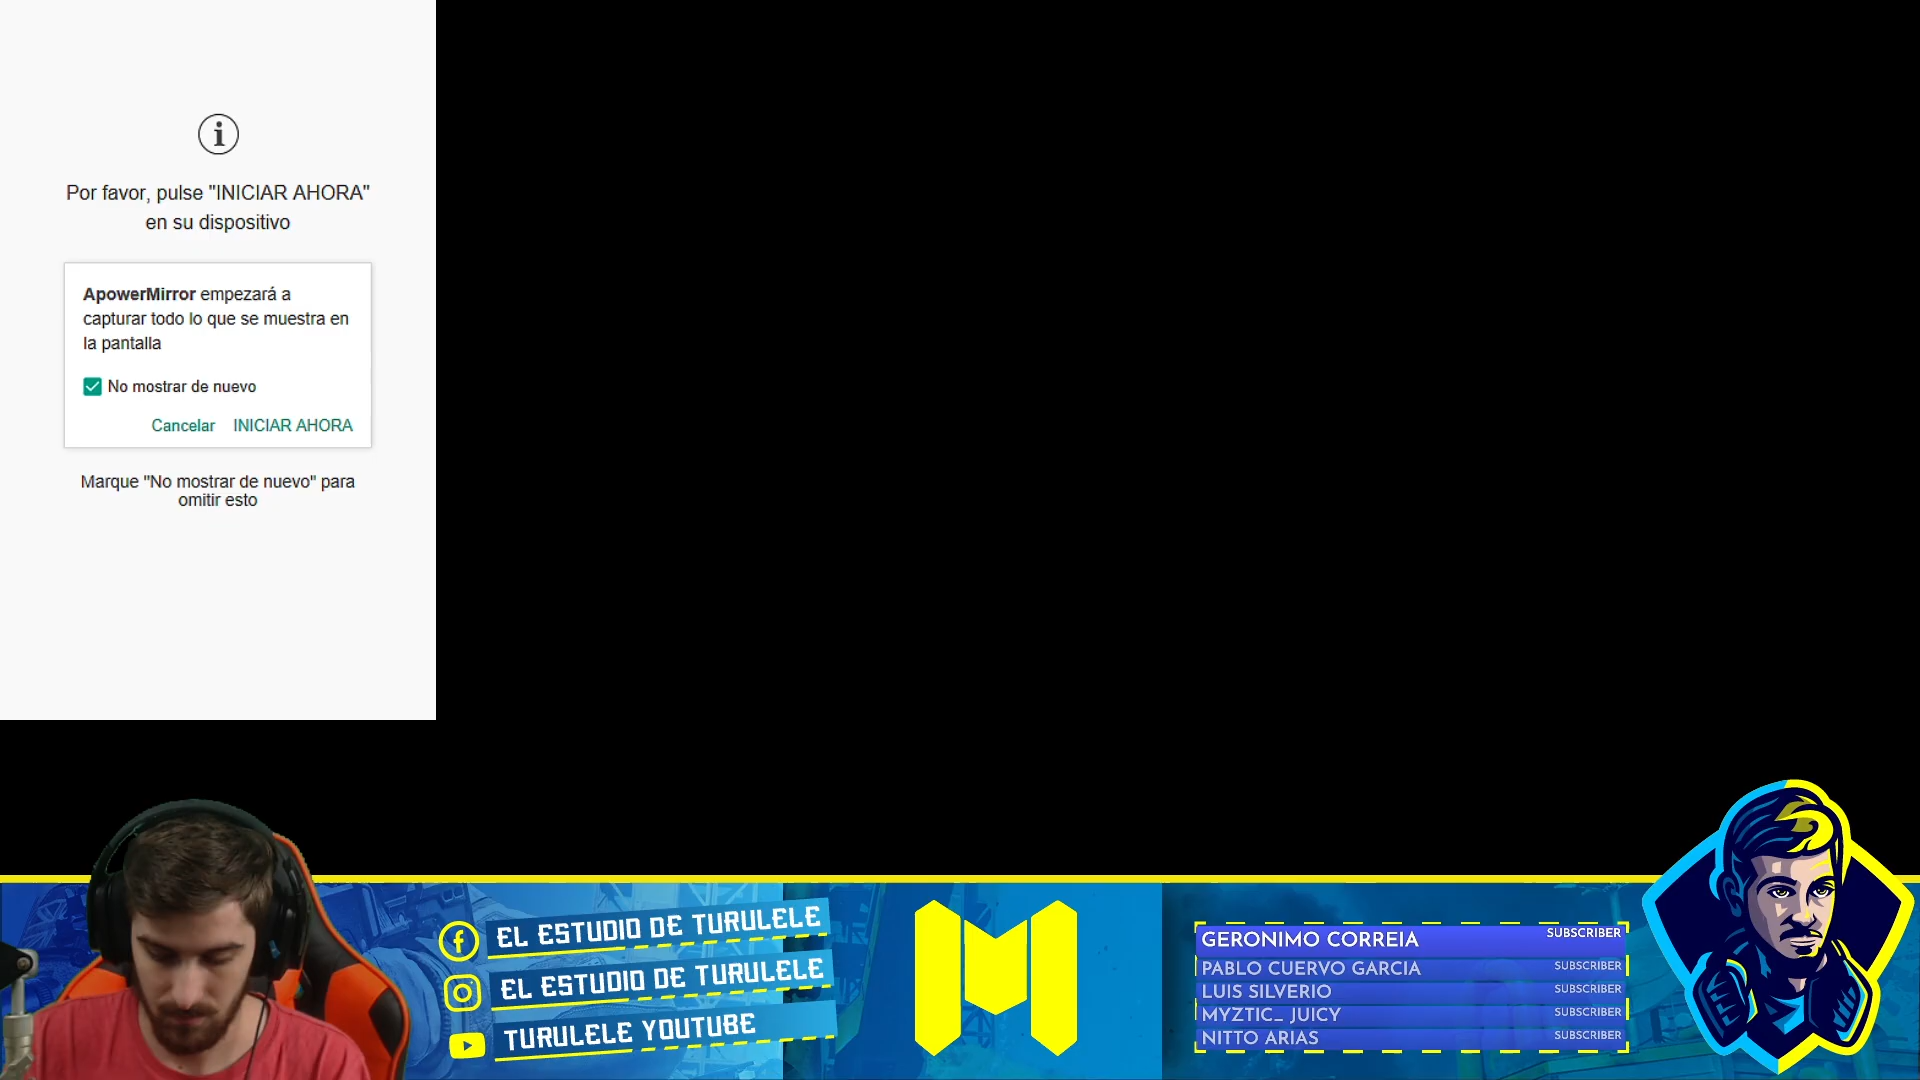 Por favor, pulse "INICIAR AHORA"
en su dispositivo
ApowerMirror empezará a
capturar todo lo que se muestra en
la pantalla
No mostrar de nuevo
Cancelar INICIAR AHORA
Marque "No mostrar de nuevo" para
omitir esto
EL ESTUDIO DE TURULELE
EL ESTUDIO DE TURULELE
TURULELE YOUTUBE
GERONIMO CORREIA SUBSCRIBER
PABLO CUERVO GARCIA SUBSCRIBER
LUIS SILVERIO SUBSCRIBER
MYZTIC_ JUICY SUBSCRIBER
NITTO ARIAS SUBSCRIBER